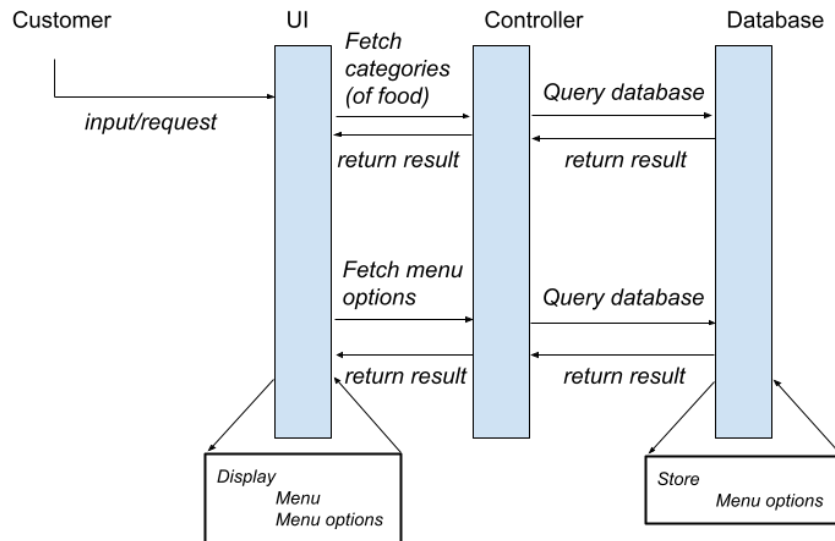 Customer
UI
Controller
Database
Fetch
categories
(of food)
Query database
input/request
return result
return result
Fetch menu
options
Query database
return result
return result
Display
Menu
Menu options
Store
Menu options